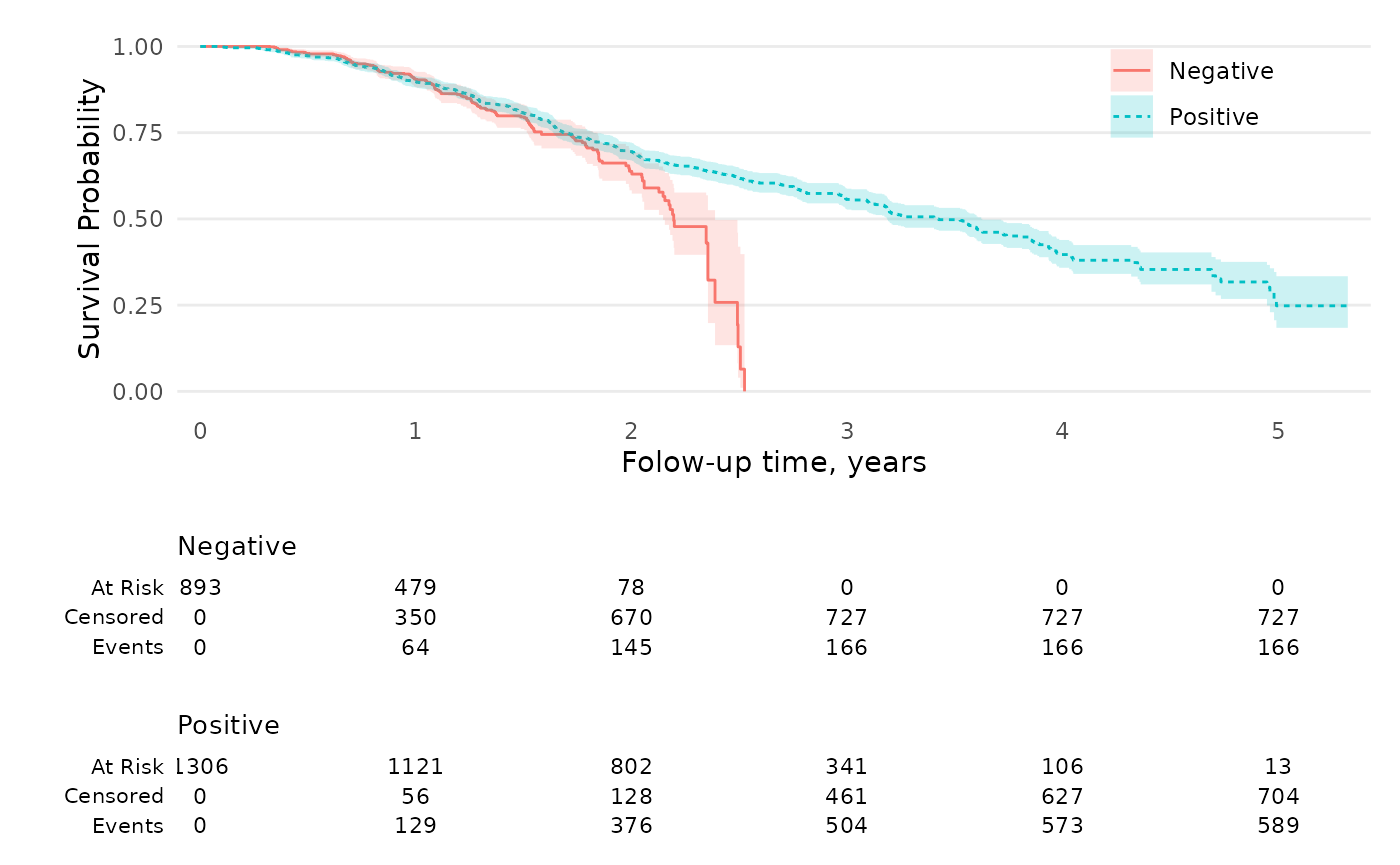 1.00
0.75
0.50
0.25
0.00
Survival Probability
Negative
Positive
0 1 2 3 4 5
Folow-up time, years
Negative
At Risk 893 479 78 0 0 0
Censored 0 350 670 727 727 727
Events 0 64 145 166 166 166
Positive
At Risk 1306 1121 802 341 106 13
Censored 0 56 128 461 627 704
Events 0 129 376 504 573 589